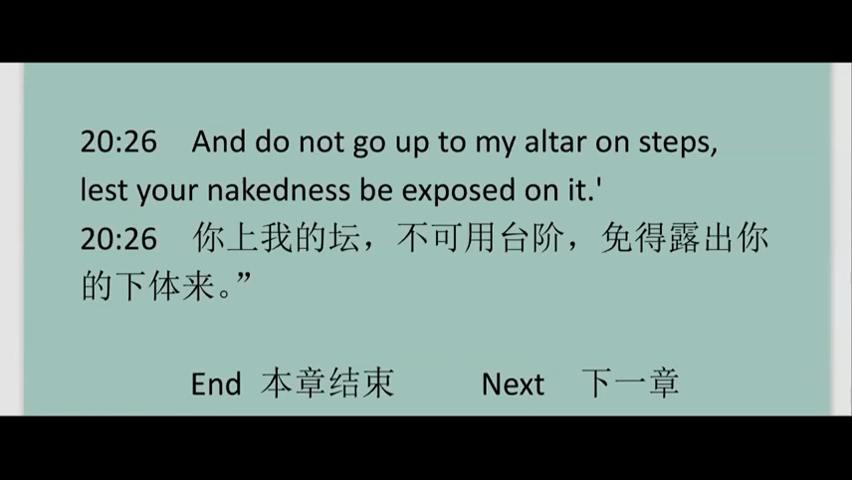 20:26 And do not go up to my altar on steps,
lest your nakedness be exposed on it.'
20:26 你上我的坛，不可用台阶，免得露出你
的下体来。”
End 本章结束 Next 下一章